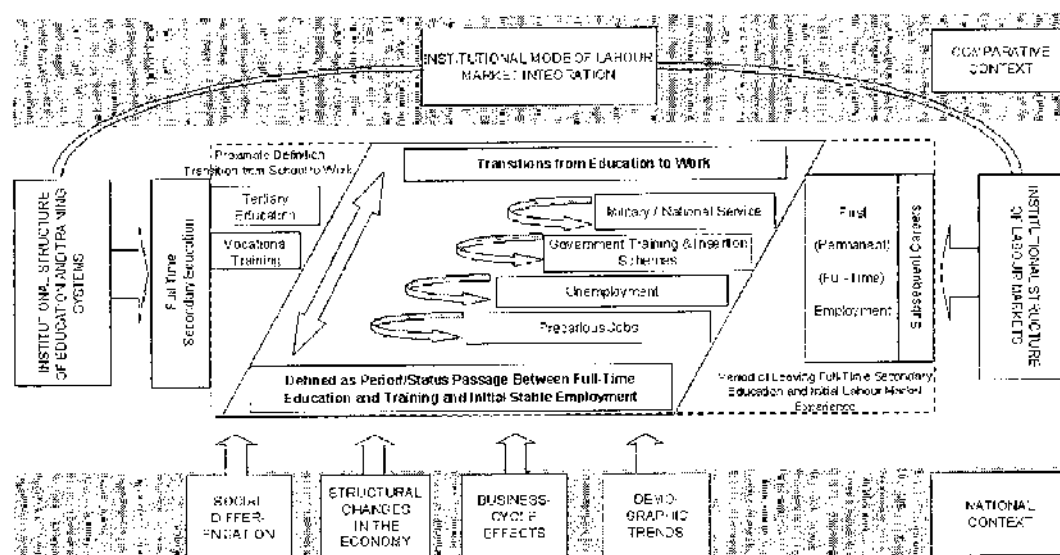 INSTITUTIONAL MODE OF LABOUR
MARKET INTEGRATION
COMPARATIVE
CONTEXT
Proximate Definition
Transition from School to Work
Transitions from Education to Work
INSTITUTIONAL STRUCTURE
OF EDUCATION AND TRAINING
SYSTEMS
Full Time
Secondary Education
Tertiary
Education
Vocational
Training
Military / National Service
Government Training & Insertion
Schemes
Unemployment
Precarious Jobs
First
(Permanent)
(Full-Time)
Employment
Subsequent Careers
INSTITUTIONAL STRUCTURE
OF LABOUR MARKETS
Defined as Period/Status Passage Between Full-Time
Education and Training and Initial Stable Employment
Period of Leaving Full-Time Secondary
Education and Initial Labour Market
Experience
SOCIAL
DIFFER-
ENTIATION
STRUCTURAL
CHANGES
IN THE
ECONOMY
BUSINESS-
CYCLE
EFFECTS
DEMO-
GRAPHIC
TRENDS
NATIONAL
CONTEXT